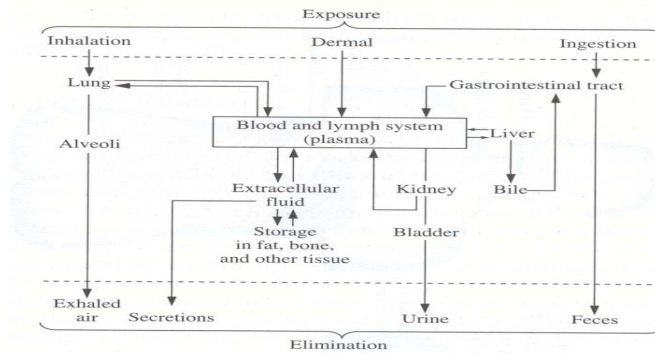 Exposure
Inhalation Dermal Ingestion
Lung Gastrointestinal tract
Blood and lymph system
(plasma)
Alveoli Liver
Extracellular
fluid
Kidney Bile
Storage
in fat, bone,
and other tissue
Bladder
Exhaled
air
Secretions Urine Feces
Elimination